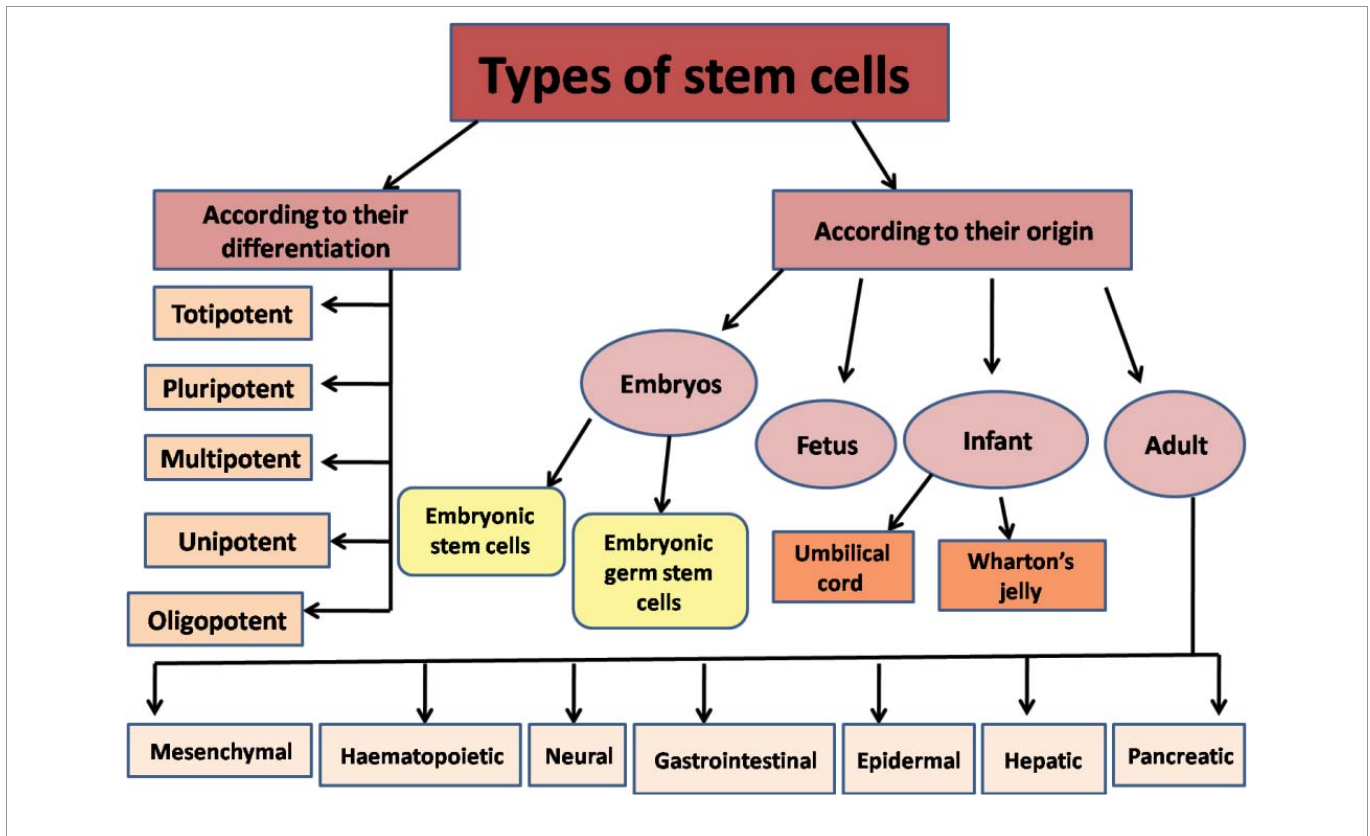 Types of stem cells
According to their
differentiation
According to their origin
Totipotent
Pluripotent
Multipotent
Unipotent
Oligopotent
Embryos
Fetus
Infant
Adult
Embryonic
stem cells
Embryonic
germ stem
cells
Umbilical
cord
Wharton's
jelly
Mesenchymal
Haematopoietic
Neural
Gastrointestinal
Epidermal
Hepatic
Pancreatic